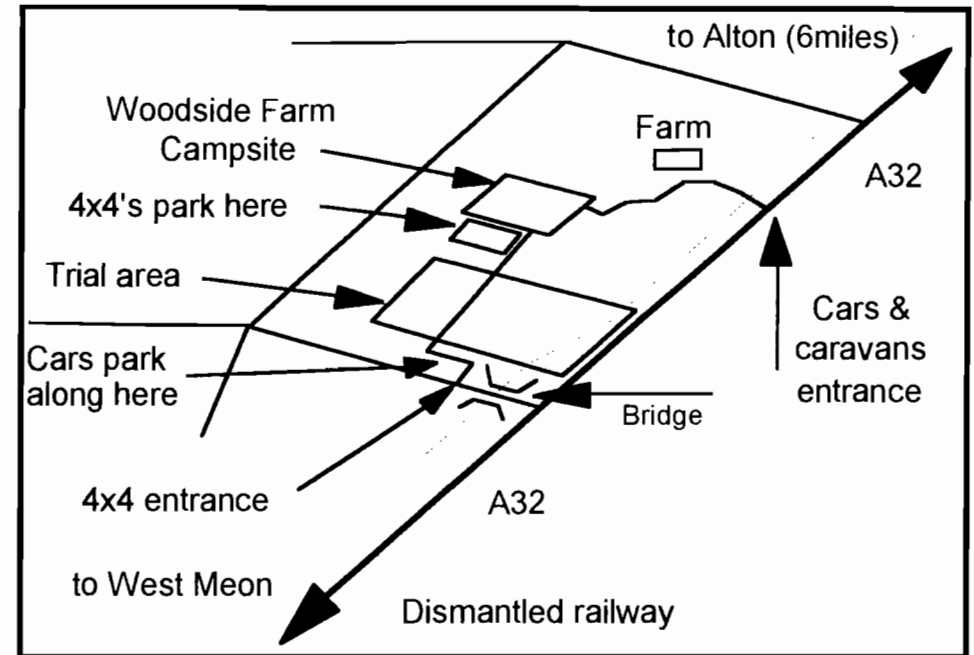 to Alton (6miles)
Woodside Farm
Campsite
Farm
A32
4x4's park here
Trial area
Cars &
caravans
entrance
Cars park
along here
Bridge
4x4 entrance
A32
to West Meon
Dismantled railway